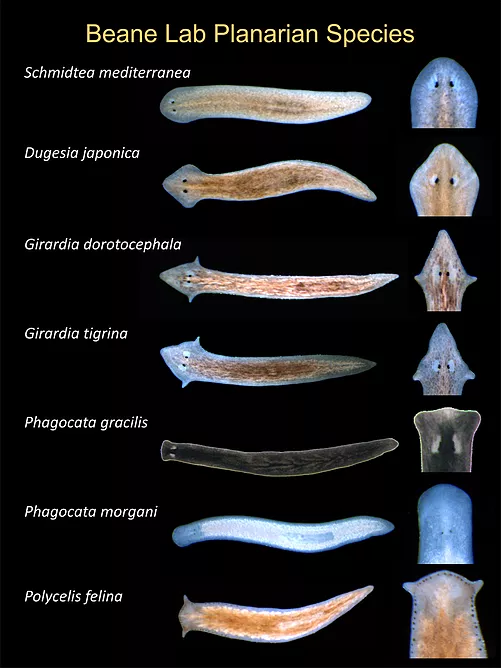 Beane Lab Planarian Species
Schmidtea mediterranea
Dugesia japonica
Girardia dorotocephala
Girardia tigrina
Phagocata gracilis
Phagocata morgani
Polycelis felina